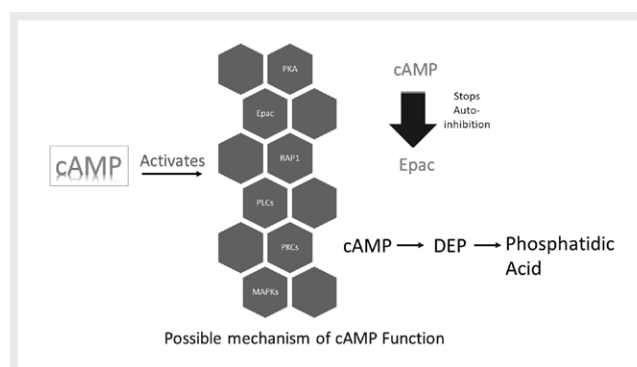 PKA
Epac
RAP1
PLCs
PKCs
MAPKs
cAMP
Activates
cAMP
Stops
Auto-
inhibition
Epac
cAMP DEP Phosphatidic
Acid
Possible mechanism of cAMP Function